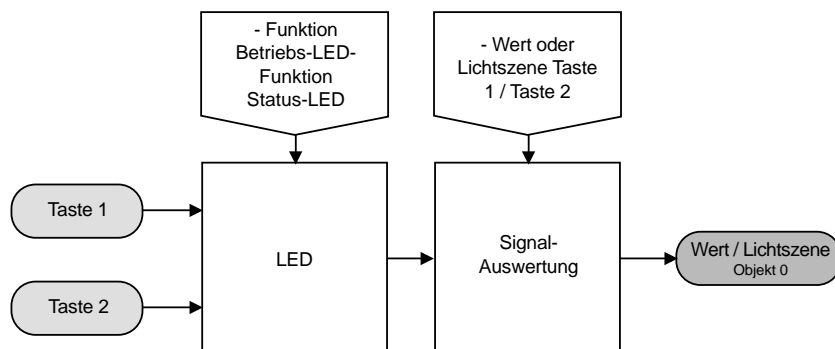 - Funktion
Betriebs-LED-
Funktion
Status-LED
- Wert oder
Lichtszene Taste
1 / Taste 2
Taste 1
LED
Signal-
Auswertung
Wert / Lichtszene
Objekt 0
Taste 2